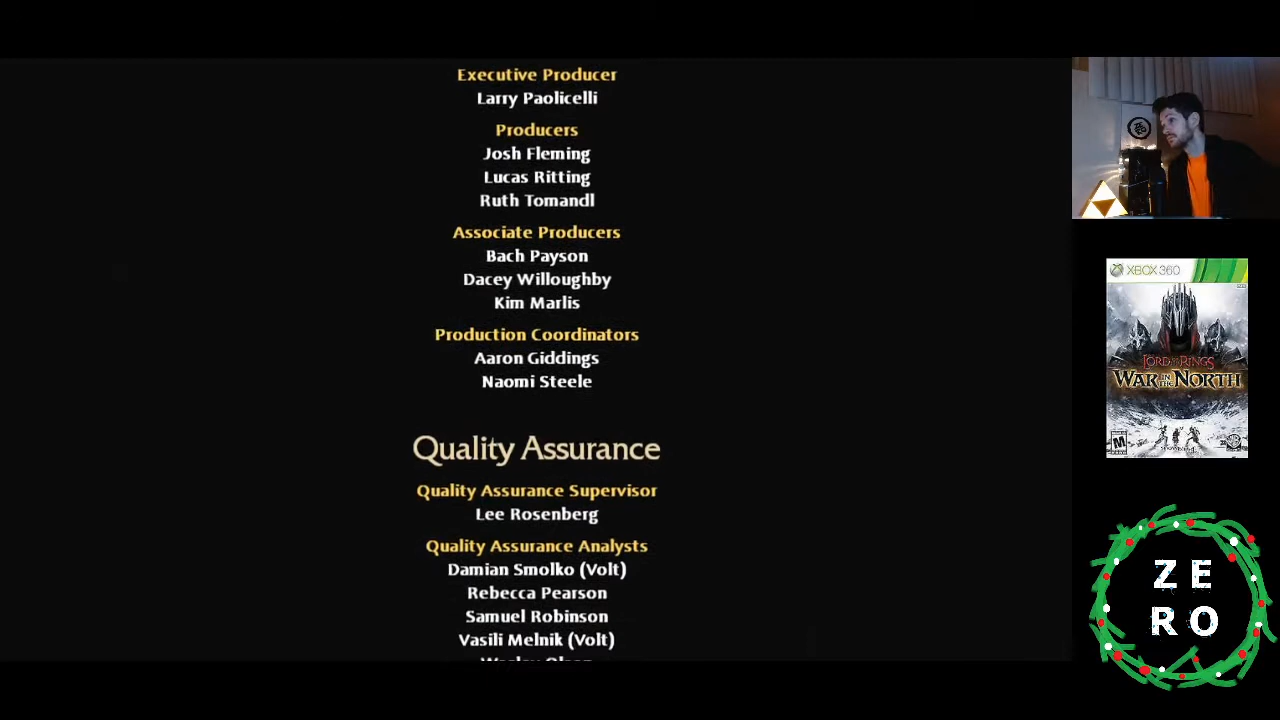 Executive Producer
Larry Paolicelli
Producers
Josh Fleming
Lucas Ritting
Ruth Tomandl
Associate Producers
Bach Payson
Dacey Willoughby
Kim Marlis
Production Coordinators
Aaron Giddings
Naomi Steele
Quality Assurance
Quality Assurance Supervisor
Lee Rosenberg
Quality Assurance Analysts
Damian Smolko (Volt)
Rebecca Pearson
Samuel Robinson
Vasili Melnik (Volt)
XBOX 360
THE LORD OF THE RINGS
WAR IN THE NORTH
M
ZE
RO